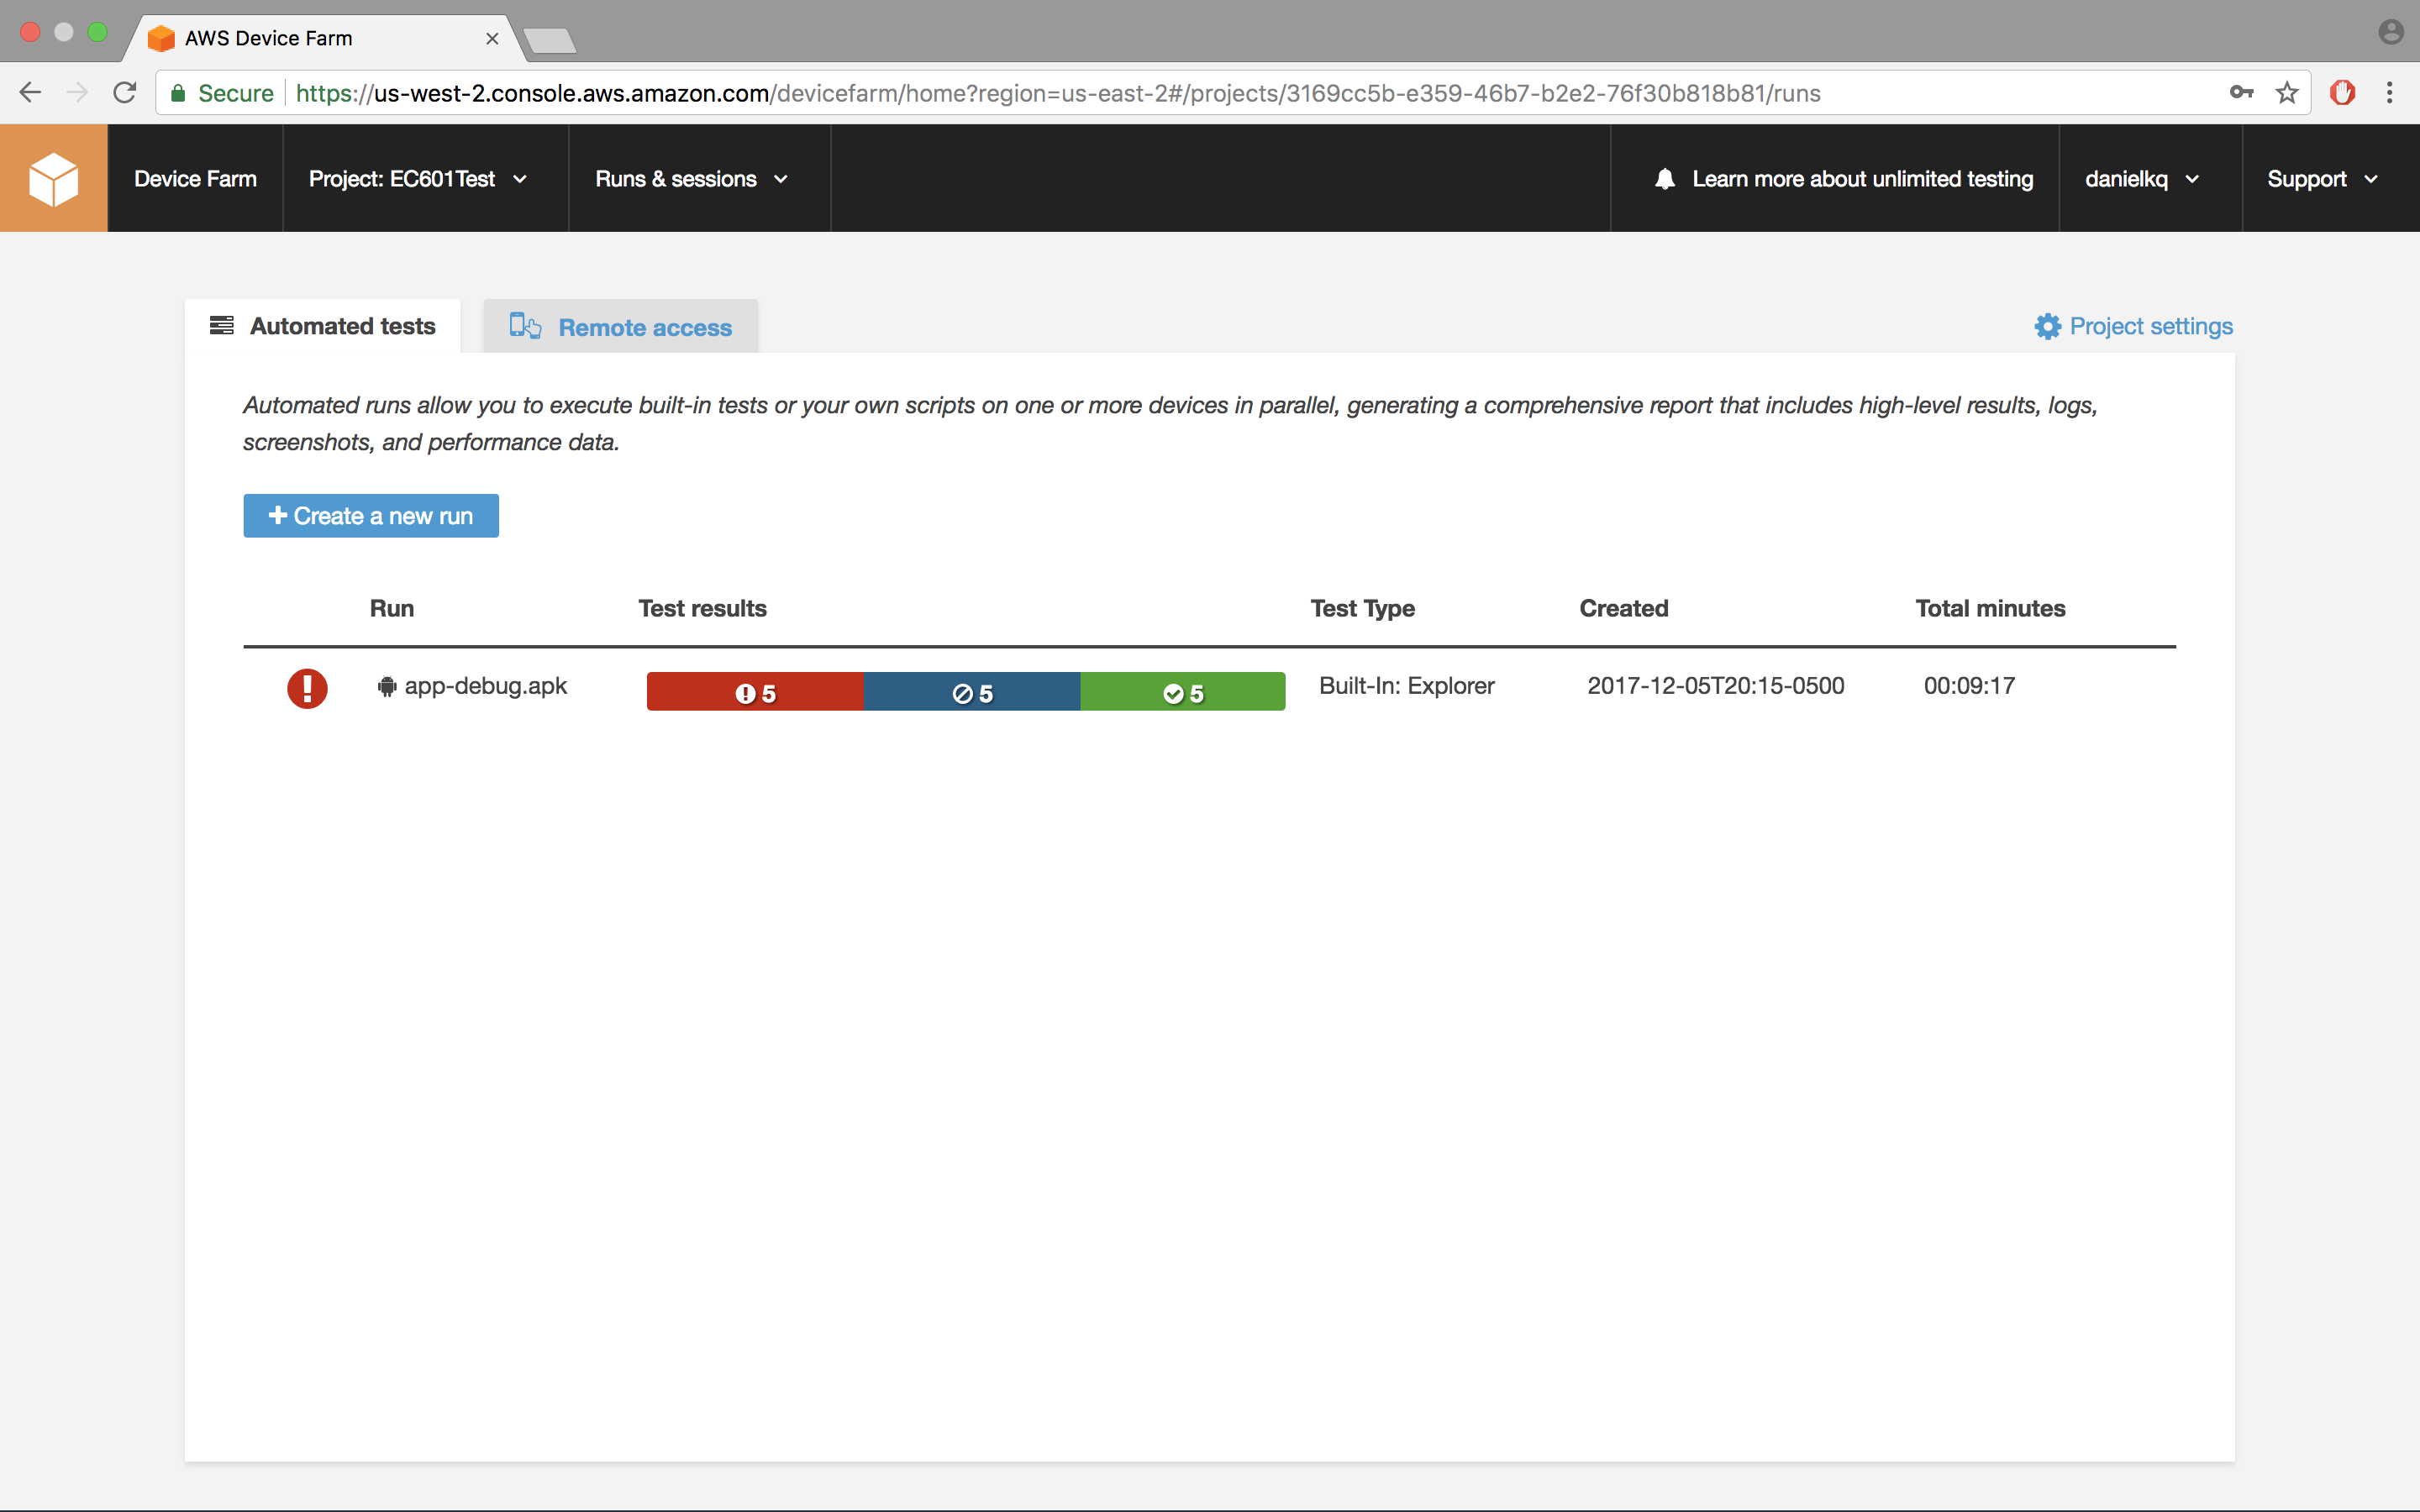 AWS Device Farm
Secure https://us-west-2.console.aws.amazon.com/devicefarm/home?region=us-east-2#/projects/3169cc5b-e359-46b7-b2e2-76f30b818b81/runs
Device Farm Project: EC601Test Runs & sessions Learn more about unlimited testing danielkq Support
Automated tests Remote access Project settings
Automated runs allow you to execute built-in tests or your own scripts on one or more devices in parallel, generating a comprehensive report that includes high-level results, logs,
screenshots, and performance data.
Create a new run
Run Test results Test Type Created Total minutes
app-debug.apk 5 5 5 Built-In: Explorer 2017-12-05T20:15-0500 00:09:17